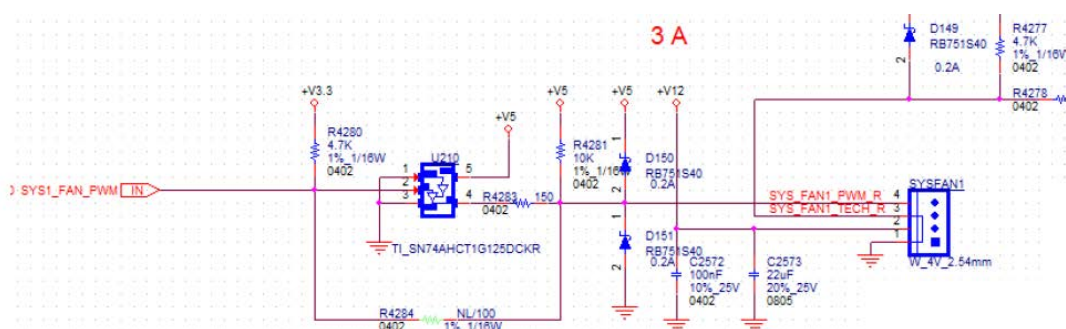 3 A
D149
RB751S40
0.2A
1
2
R4277
4.7K
1%_1/16W
0402
R4278
0402
+V3.3
+V5
+V5
+V5
+V12
R4280
4.7K
1%_1/16W
0402
U210
1
2
3
5
4
R4281
10K
1%_1/16W
0402
D150
RB751S40
0.2A
1
2
SYS1_FAN_PWM
IN
R4283
150
0402
TI_SN74AHCT1G125DCKR
D151
RB751S40
0.2A
1
2
SYS_FAN1_PWM_R
SYS_FAN1_TECH_R
SYSFAN1
4
3
2
1
W_4V_2.54mm
C2572
100nF
10%_25V
0402
C2573
22uF
20%_25V
0805
R4284
NL/100
0402
1%_1/16W